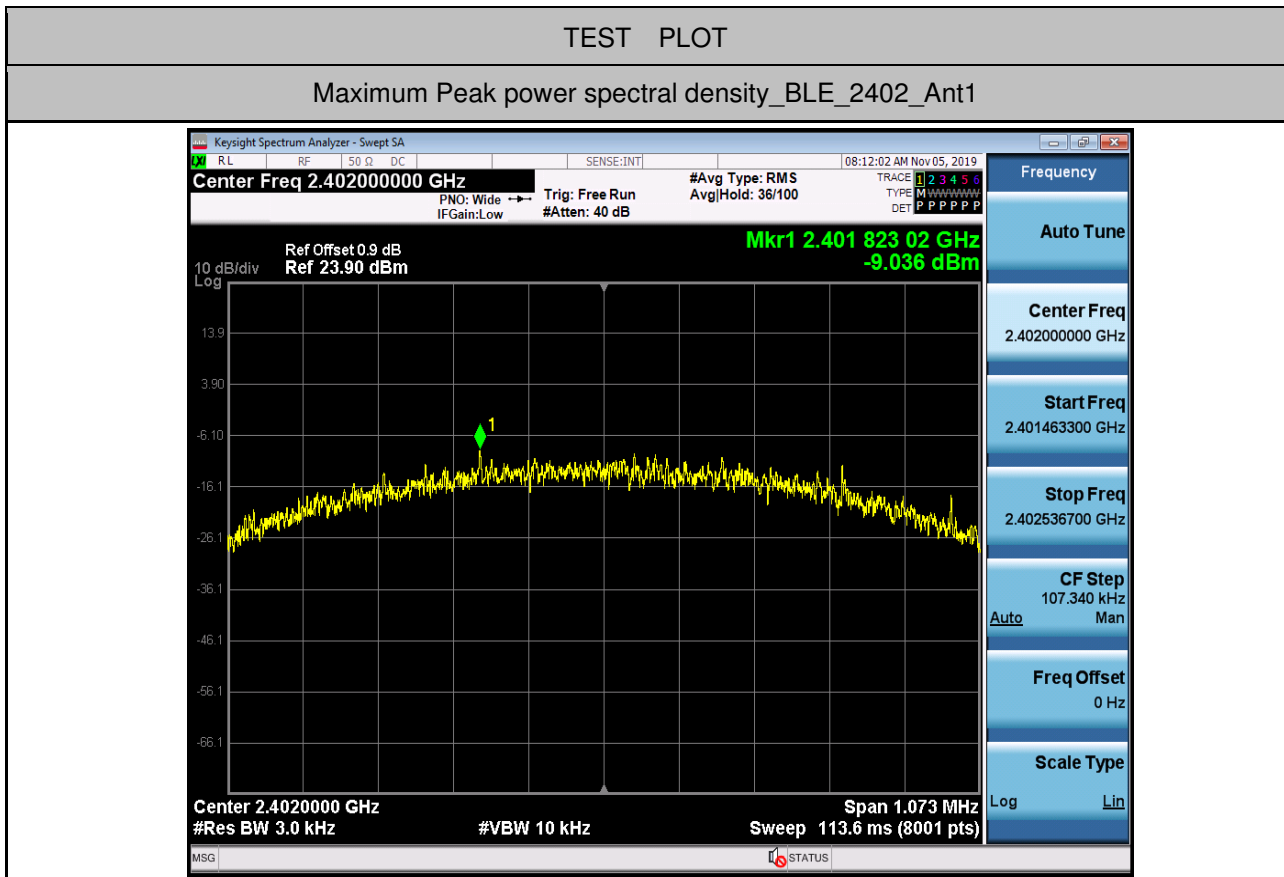 TEST PLOT
Maximum Peak power spectral density_BLE_2402_Ant1
Keysight Spectrum Analyzer - Swept SA
LXI RL RF 50 Ω DC SENSE:INT 08:12:02 AM Nov 05, 2019
Center Freq 2.402000000 GHz
PNO: Wide
IFGain:Low
Trig: Free Run
#Atten: 40 dB
#Avg Type: RMS
Avg|Hold: 36/100
TRACE 1 2 3 4 5 6
TYPE M WWWWW
DET P P P P P P
Frequency
Auto Tune
Ref Offset 0.9 dB
10 dB/div Ref 23.90 dBm
Log
Mkr1 2.401 823 02 GHz
-9.036 dBm
13.9
3.90
-6.10
-16.1
-26.1
-36.1
-46.1
-56.1
-66.1
1
Center Freq
2.402000000 GHz
Start Freq
2.401463300 GHz
Stop Freq
2.402536700 GHz
CF Step
107.340 kHz
Auto Man
Freq Offset
0 Hz
Scale Type
Log Lin
Center 2.4020000 GHz Span 1.073 MHz
#Res BW 3.0 kHz #VBW 10 kHz Sweep 113.6 ms (8001 pts)
MSG STATUS